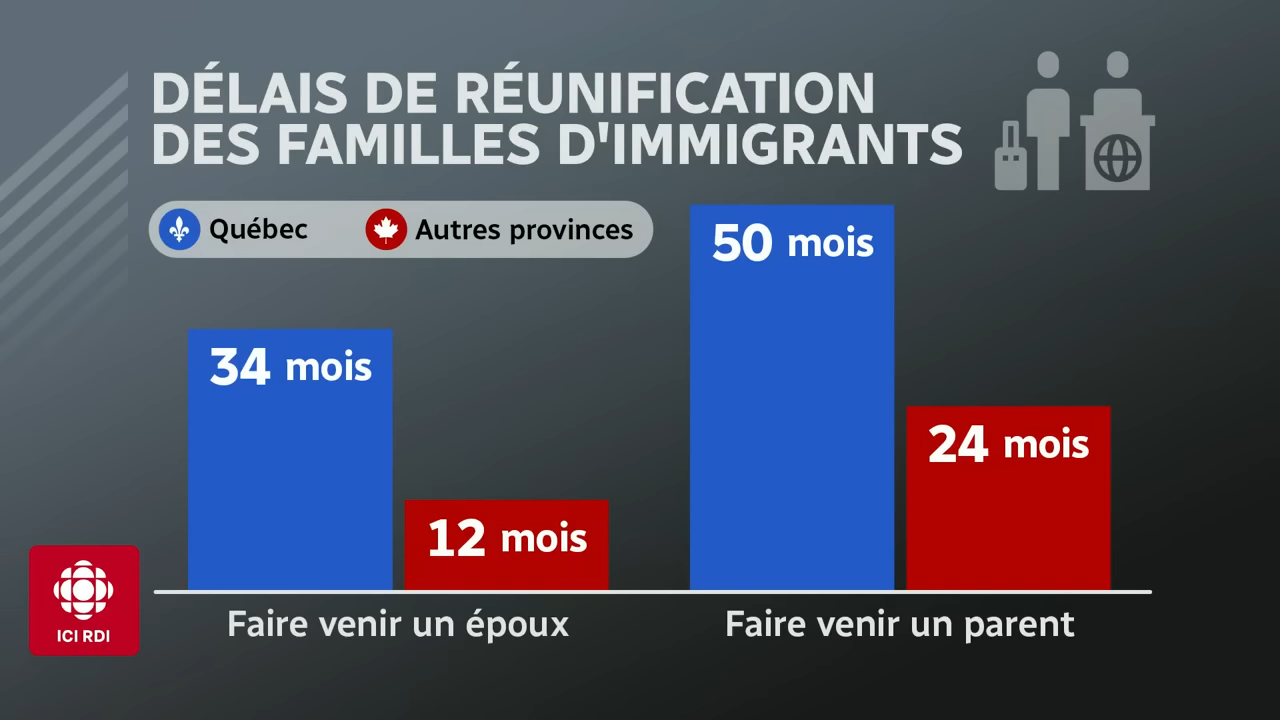 DÉLAIS DE RÉUNIFICATION
DES FAMILLES D'IMMIGRANTS
Québec
Autres provinces
50 mois
34 mois
24 mois
12 mois
Faire venir un époux
Faire venir un parent
ICI RDI